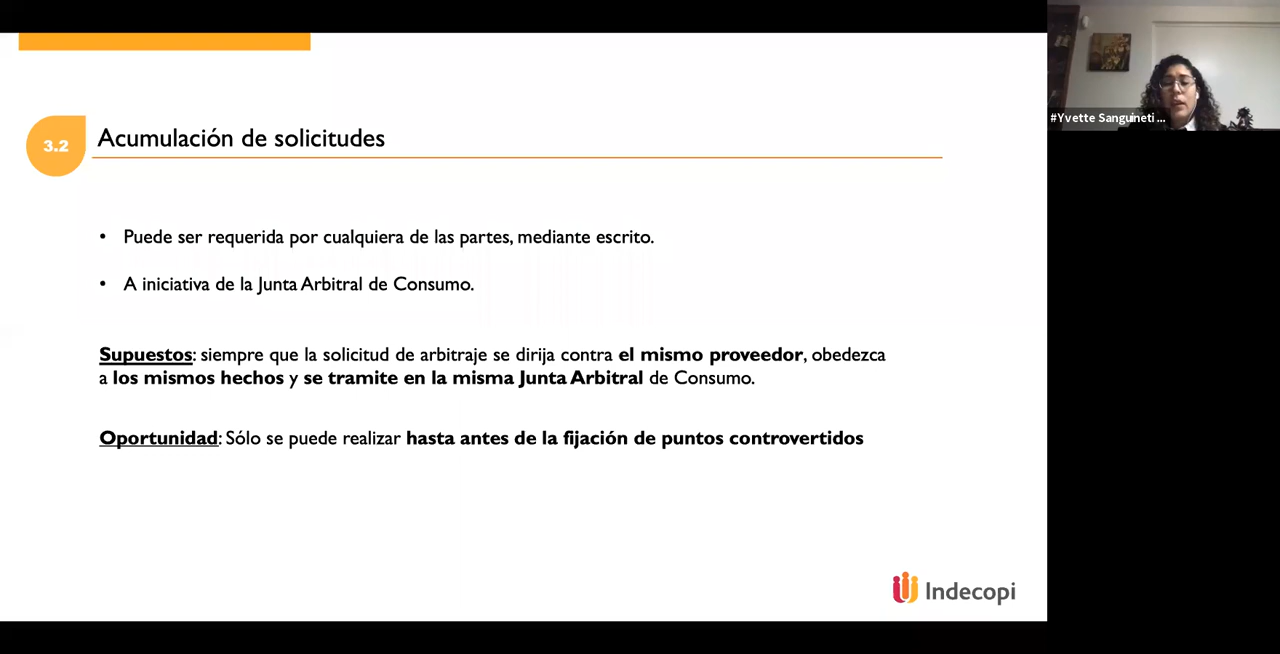 3.2
Acumulación de solicitudes
• Puede ser requerida por cualquiera de las partes, mediante escrito.
• A iniciativa de la Junta Arbitral de Consumo.
Supuestos: siempre que la solicitud de arbitraje se dirija contra el mismo proveedor, obedezca
a los mismos hechos y se tramite en la misma Junta Arbitral de Consumo.
Oportunidad: Sólo se puede realizar hasta antes de la fijación de puntos controvertidos
Indecopi
#Yvette Sanguineti ...